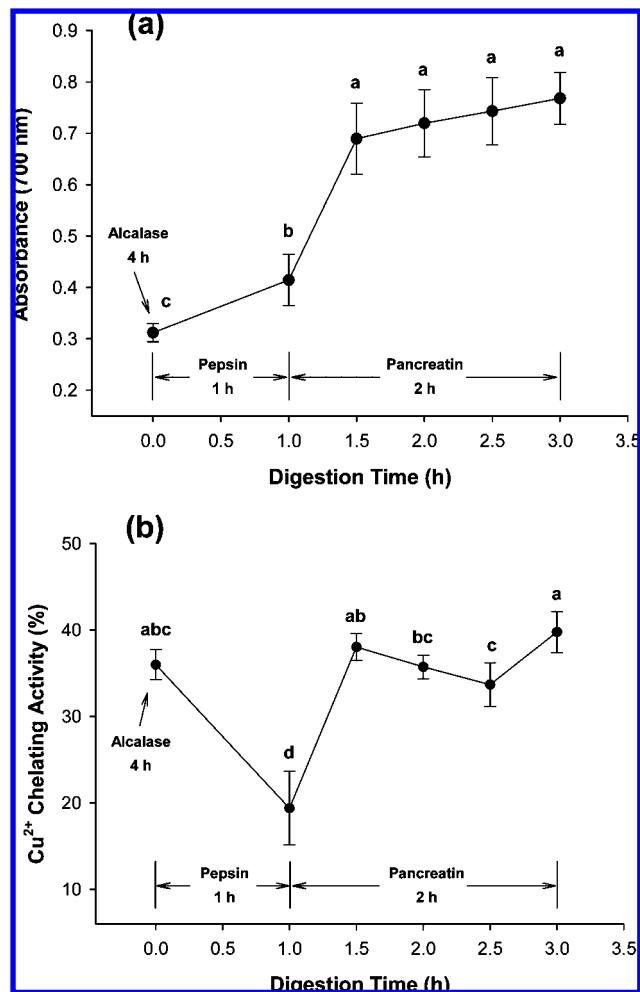 (a)
0.9
0.8
0.7
0.6
0.5
0.4
0.3
0.2
Absorbance (700 nm)
a a a a
b
c
Alcalase
4 h
Pepsin
1 h
Pancreatin
2 h
0.0 0.5 1.0 1.5 2.0 2.5 3.0 3.5
Digestion Time (h)
(b)
50
40
30
20
10
Cu²⁺ Chelating Activity (%)
abc
d
ab
bc
c
a
Alcalase
4 h
Pepsin
1 h
Pancreatin
2 h
0.0 0.5 1.0 1.5 2.0 2.5 3.0 3.5
Digestion Time (h)